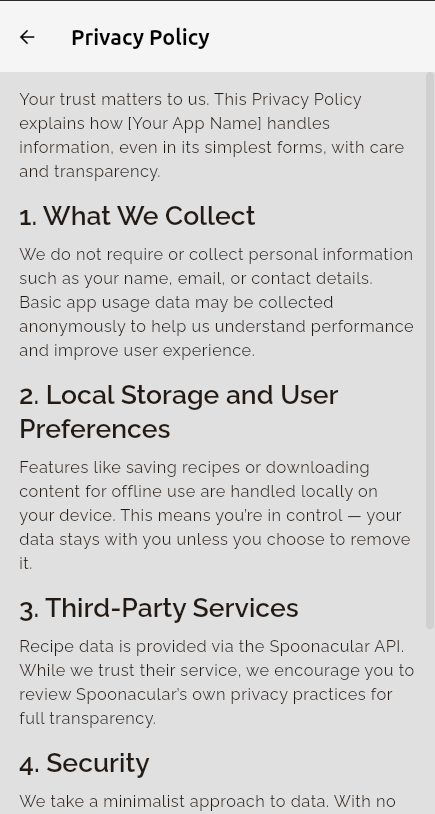 Privacy Policy
Your trust matters to us. This Privacy Policy
explains how [Your App Name] handles
information, even in its simplest forms, with care
and transparency.
1. What We Collect
We do not require or collect personal information
such as your name, email, or contact details.
Basic app usage data may be collected
anonymously to help us understand performance
and improve user experience.
2. Local Storage and User
Preferences
Features like saving recipes or downloading
content for offline use are handled locally on
your device. This means you’re in control — your
data stays with you unless you choose to remove
it.
3. Third-Party Services
Recipe data is provided via the Spoonacular API.
While we trust their service, we encourage you to
review Spoonacular’s own privacy practices for
full transparency.
4. Security
We take a minimalist approach to data. With no